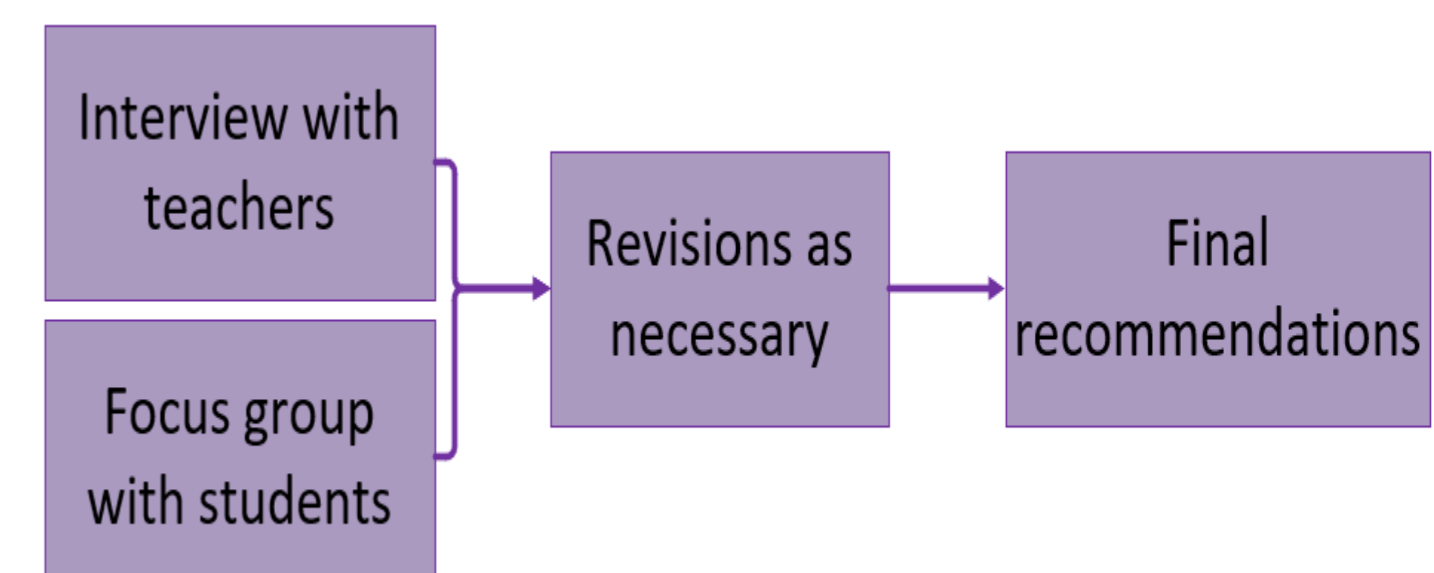 Interview with
teachers
Focus group
with students
Revisions as
necessary
Final
recommendations